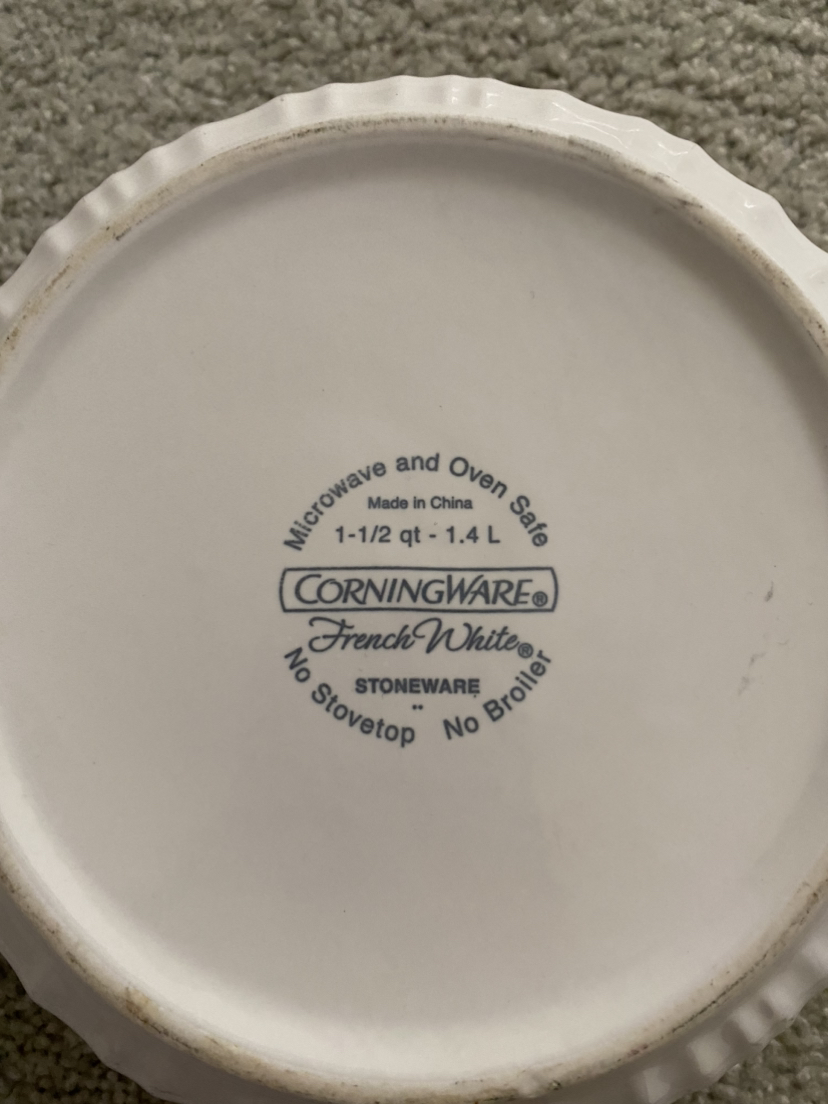 Microwave and Oven Safe
Made in China
1-1/2 qt - 1.4 L
CORNINGWARE®
French White®
STONEWARE
No Stovetop No Broiler